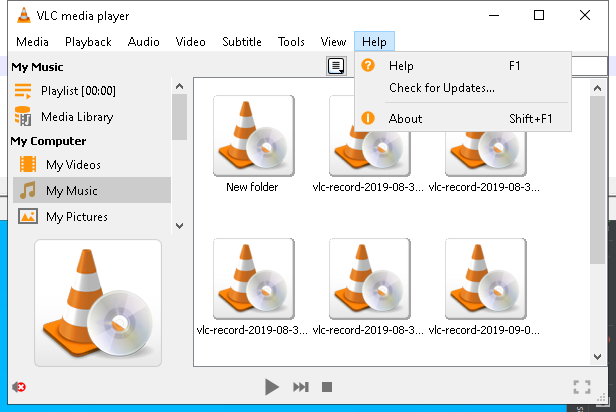 VLC media player
Media Playback Audio Video Subtitle Tools View Help
My Music
Playlist [00:00]
Media Library
My Computer
My Videos
My Music
My Pictures
Help F1
Check for Updates...
About Shift+F1
New folder
vlc-record-2019-08-3...
vlc-record-2019-08-3...
vlc-record-2019-08-3...
vlc-record-2019-08-3...
vlc-record-2019-09-0...